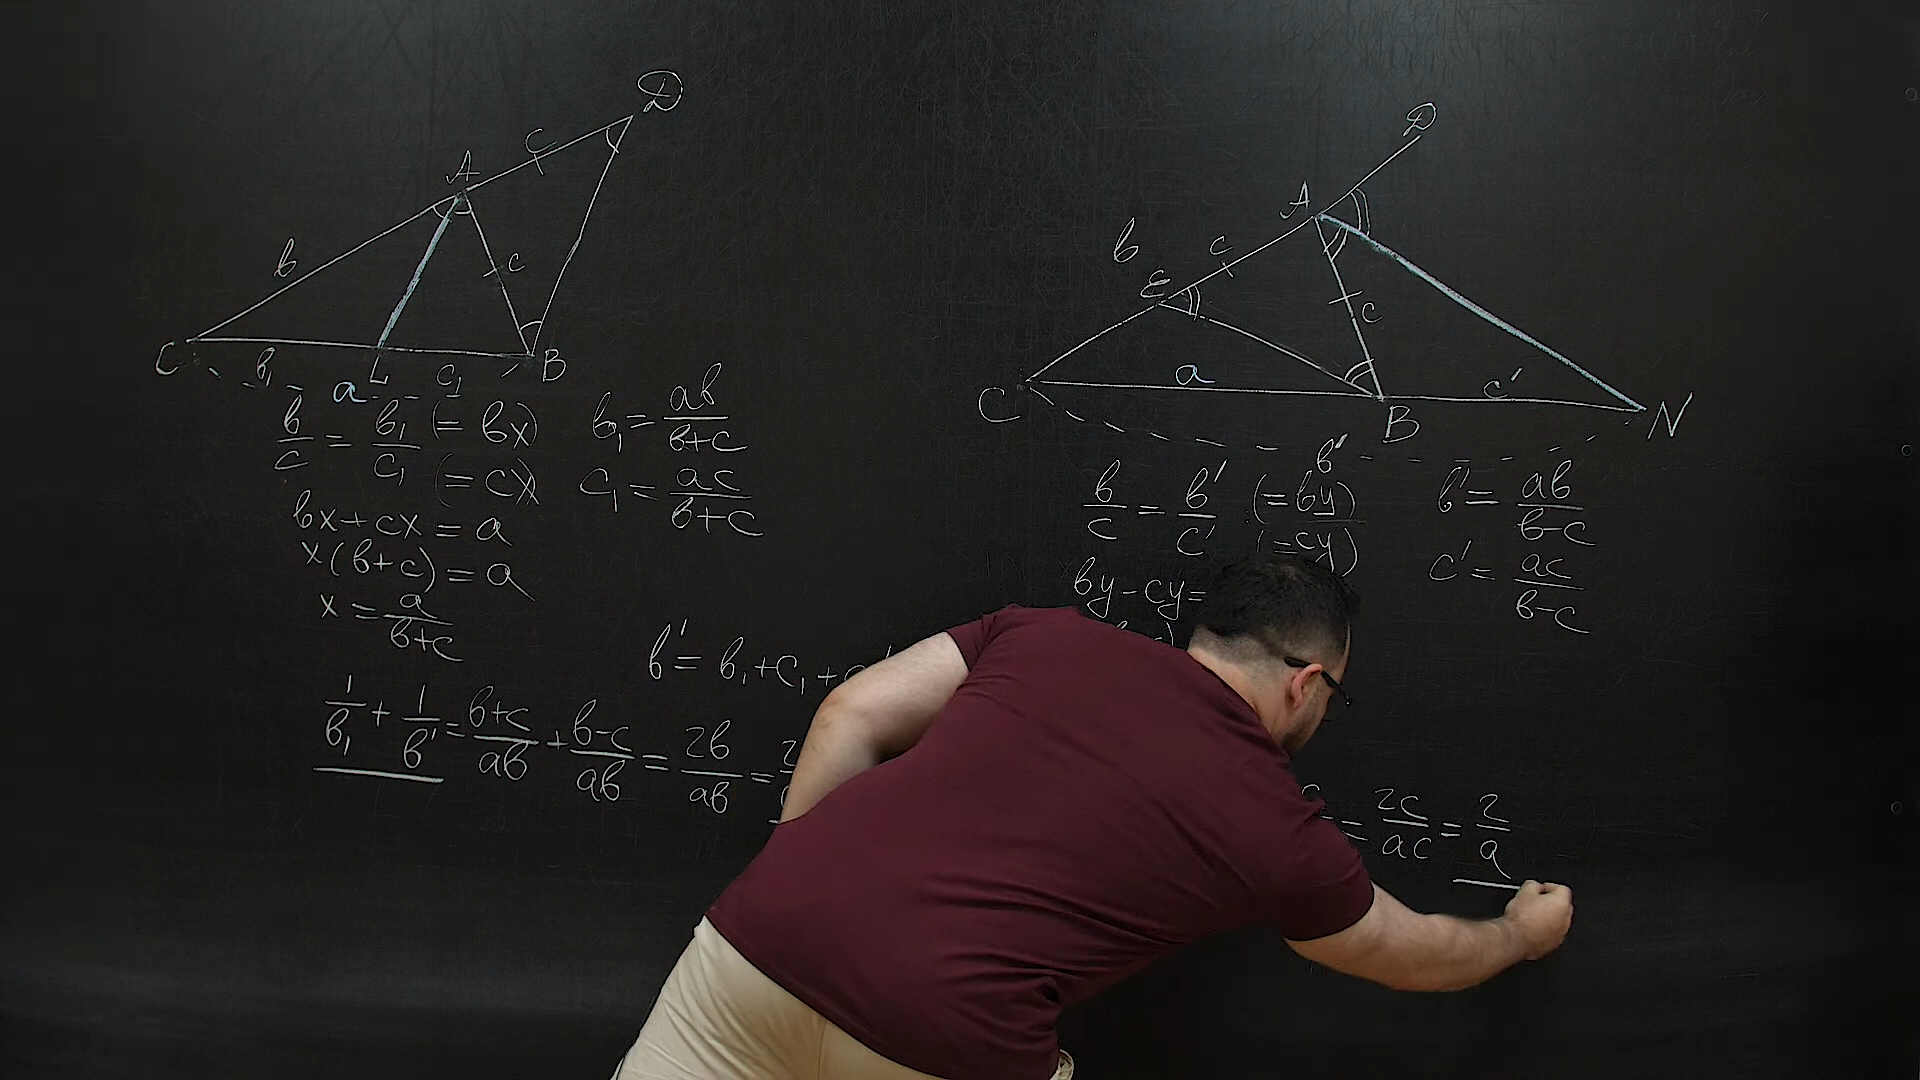 D
A
c
b
c
C
b₁
L
c₁
B
a
b/c = b₁/c₁ (= bx) (= cx)
b₁ = ab/(b+c)
c₁ = ac/(b+c)
bx + cx = a
x(b+c) = a
x = a/(b+c)
b' = b₁ + c₁ +
1/b₁ + 1/b' = (b+c)/ab + (b-c)/ab = 2b/ab = 2
D
A
b
c
E
c
C
a
B
c'
N
b'
b/c = b'/c' (= by) (= cy)
b' = ab/(b-c)
c' = ac/(b-c)
by - cy =
= 2c/ac = 2/a